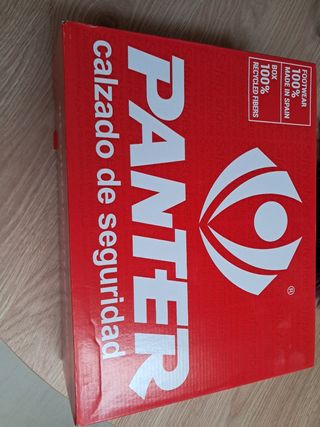 FOOTWEAR
100%
MADE IN SPAIN
BOX
100%
RECYCLED FIBERS
®
PANTER
calzado de seguridad